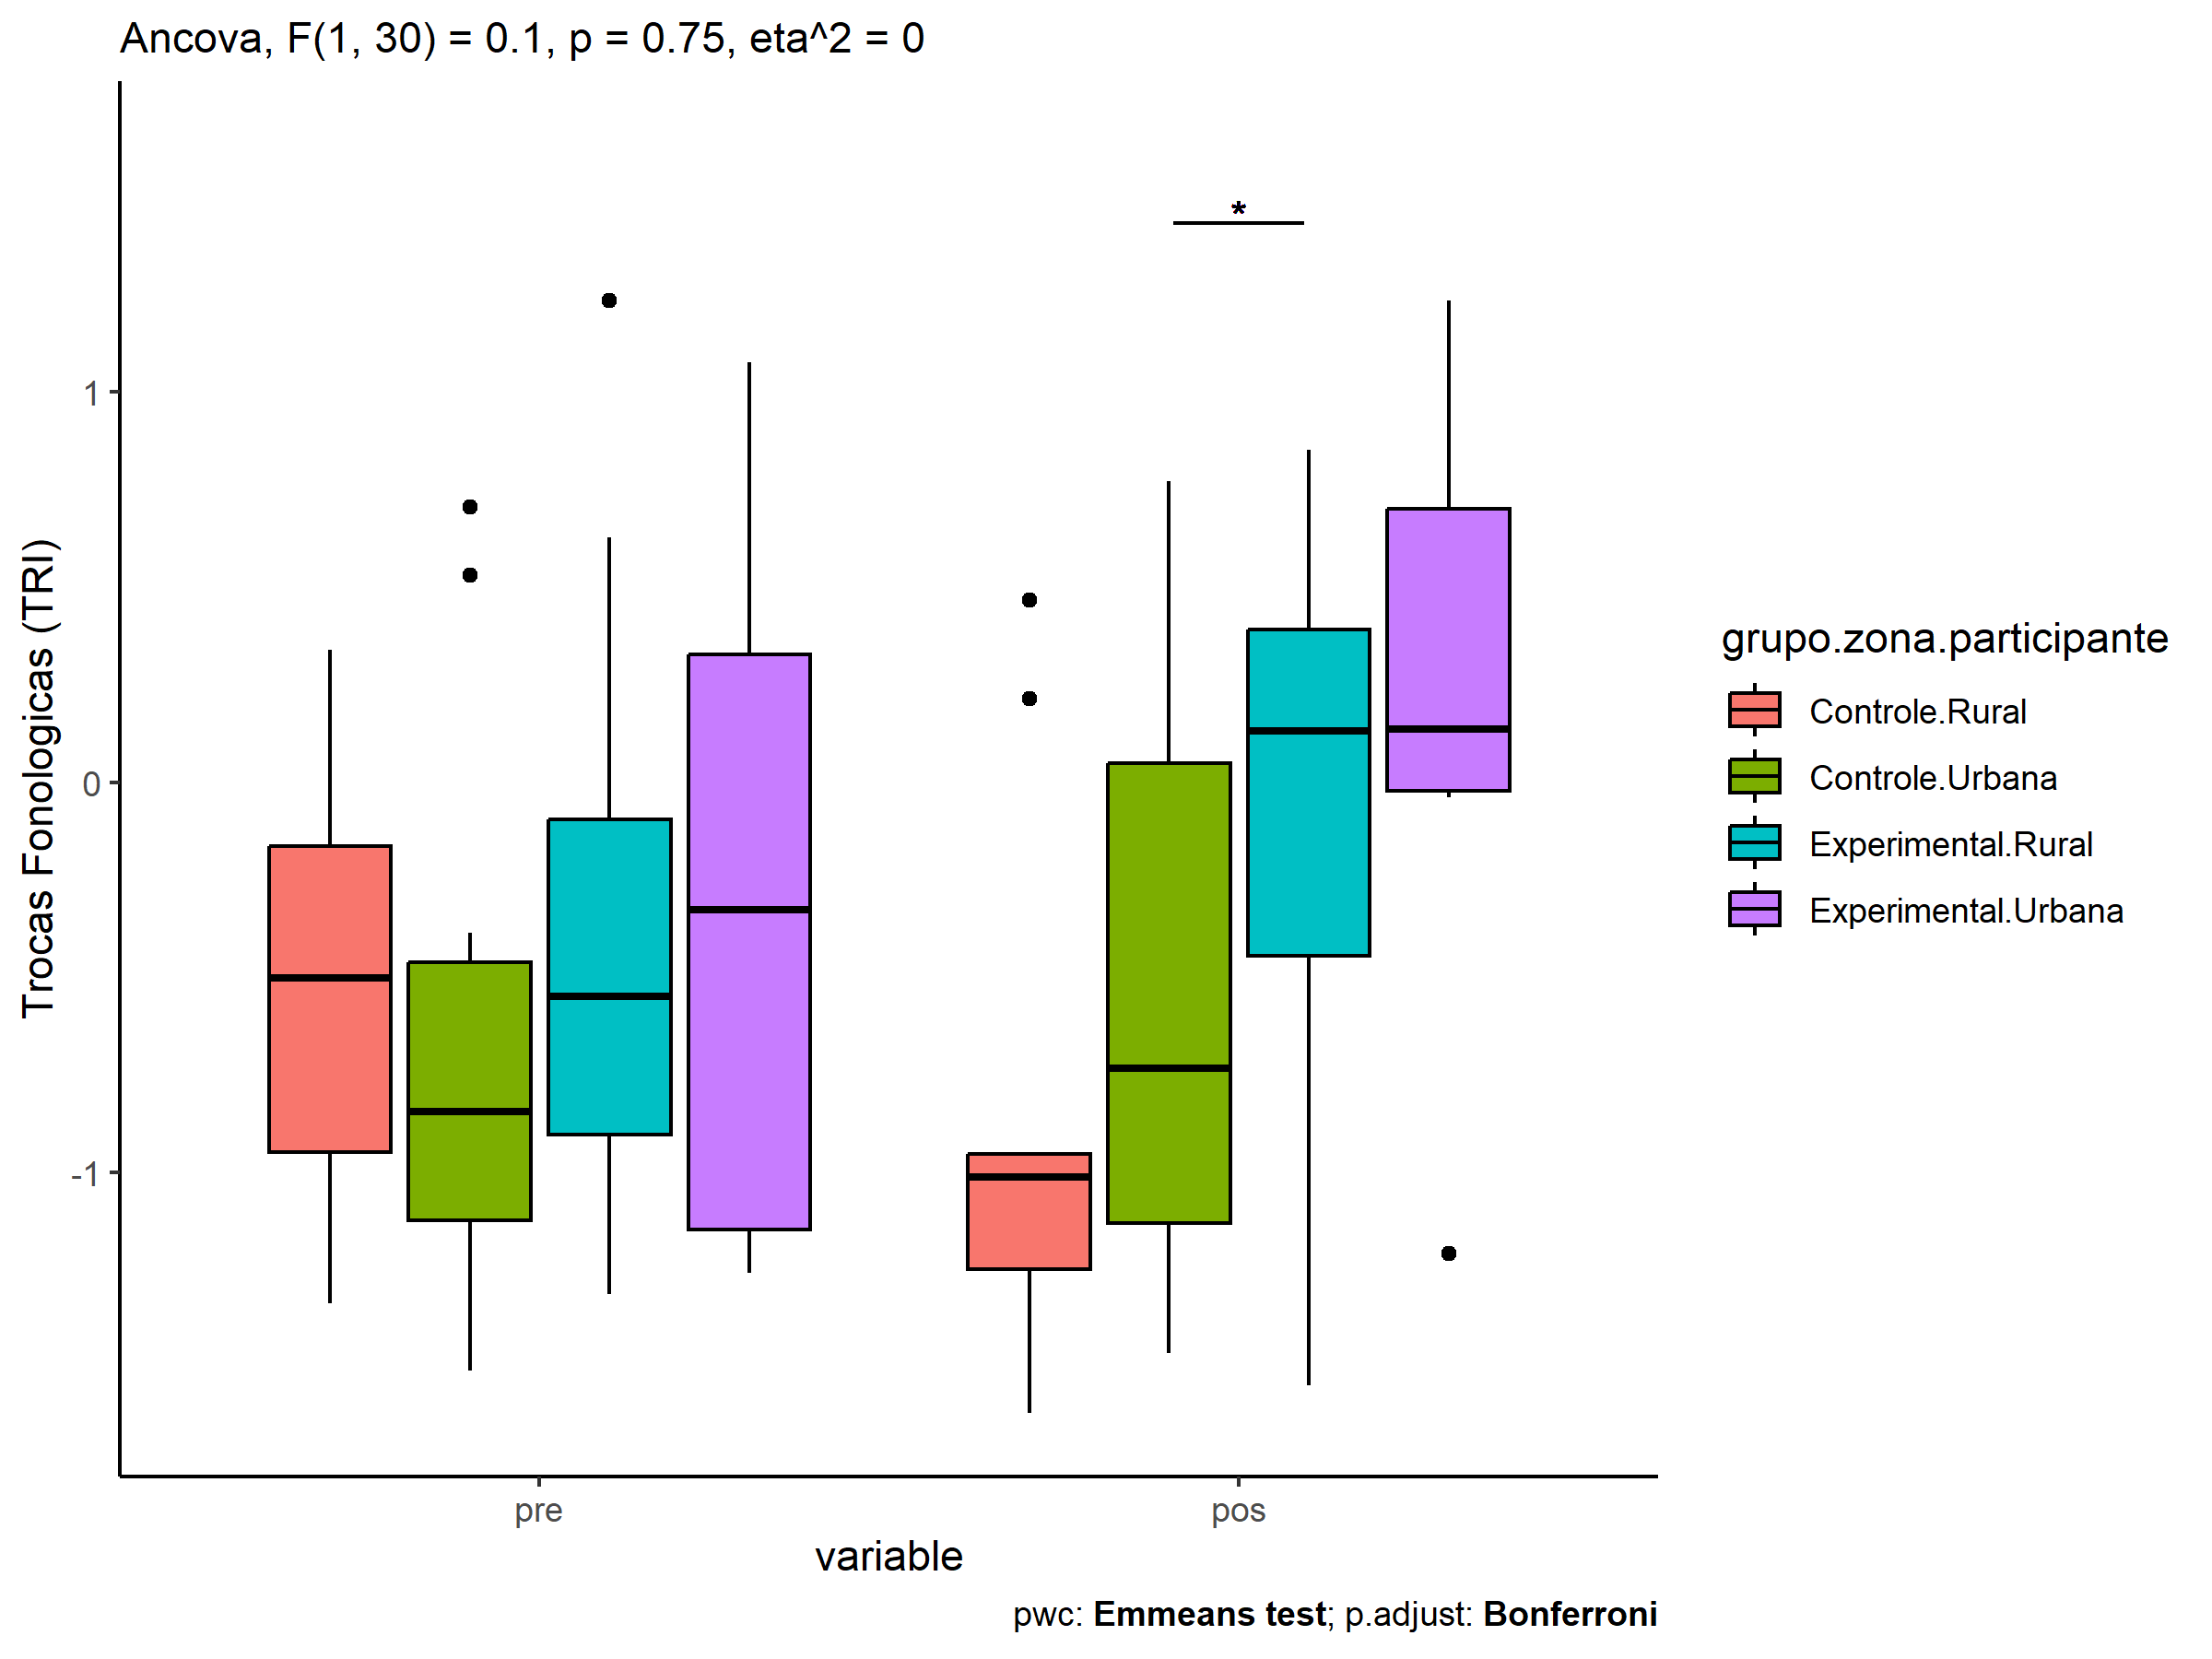 Ancova, F(1, 30) = 0.1, p = 0.75, eta^2 = 0
*
1
0
-1
Trocas Fonologicas (TRI)
pre
pos
variable
pwc: Emmeans test; p.adjust: Bonferroni
grupo.zona.participante
Controle.Rural
Controle.Urbana
Experimental.Rural
Experimental.Urbana